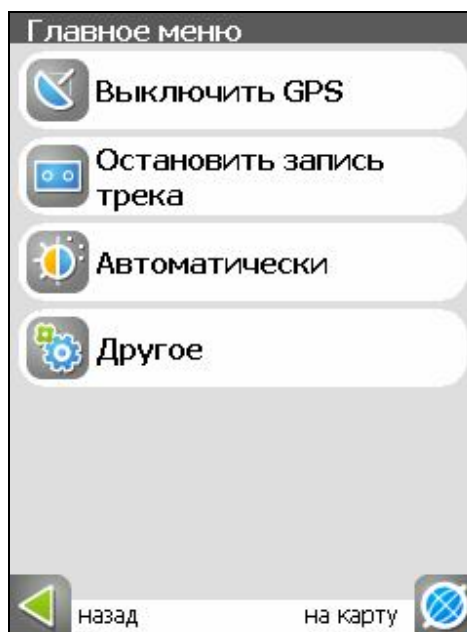 Главное меню
Выключить GPS
Остановить запись
трека
Автоматически
Другое
назад
на карту